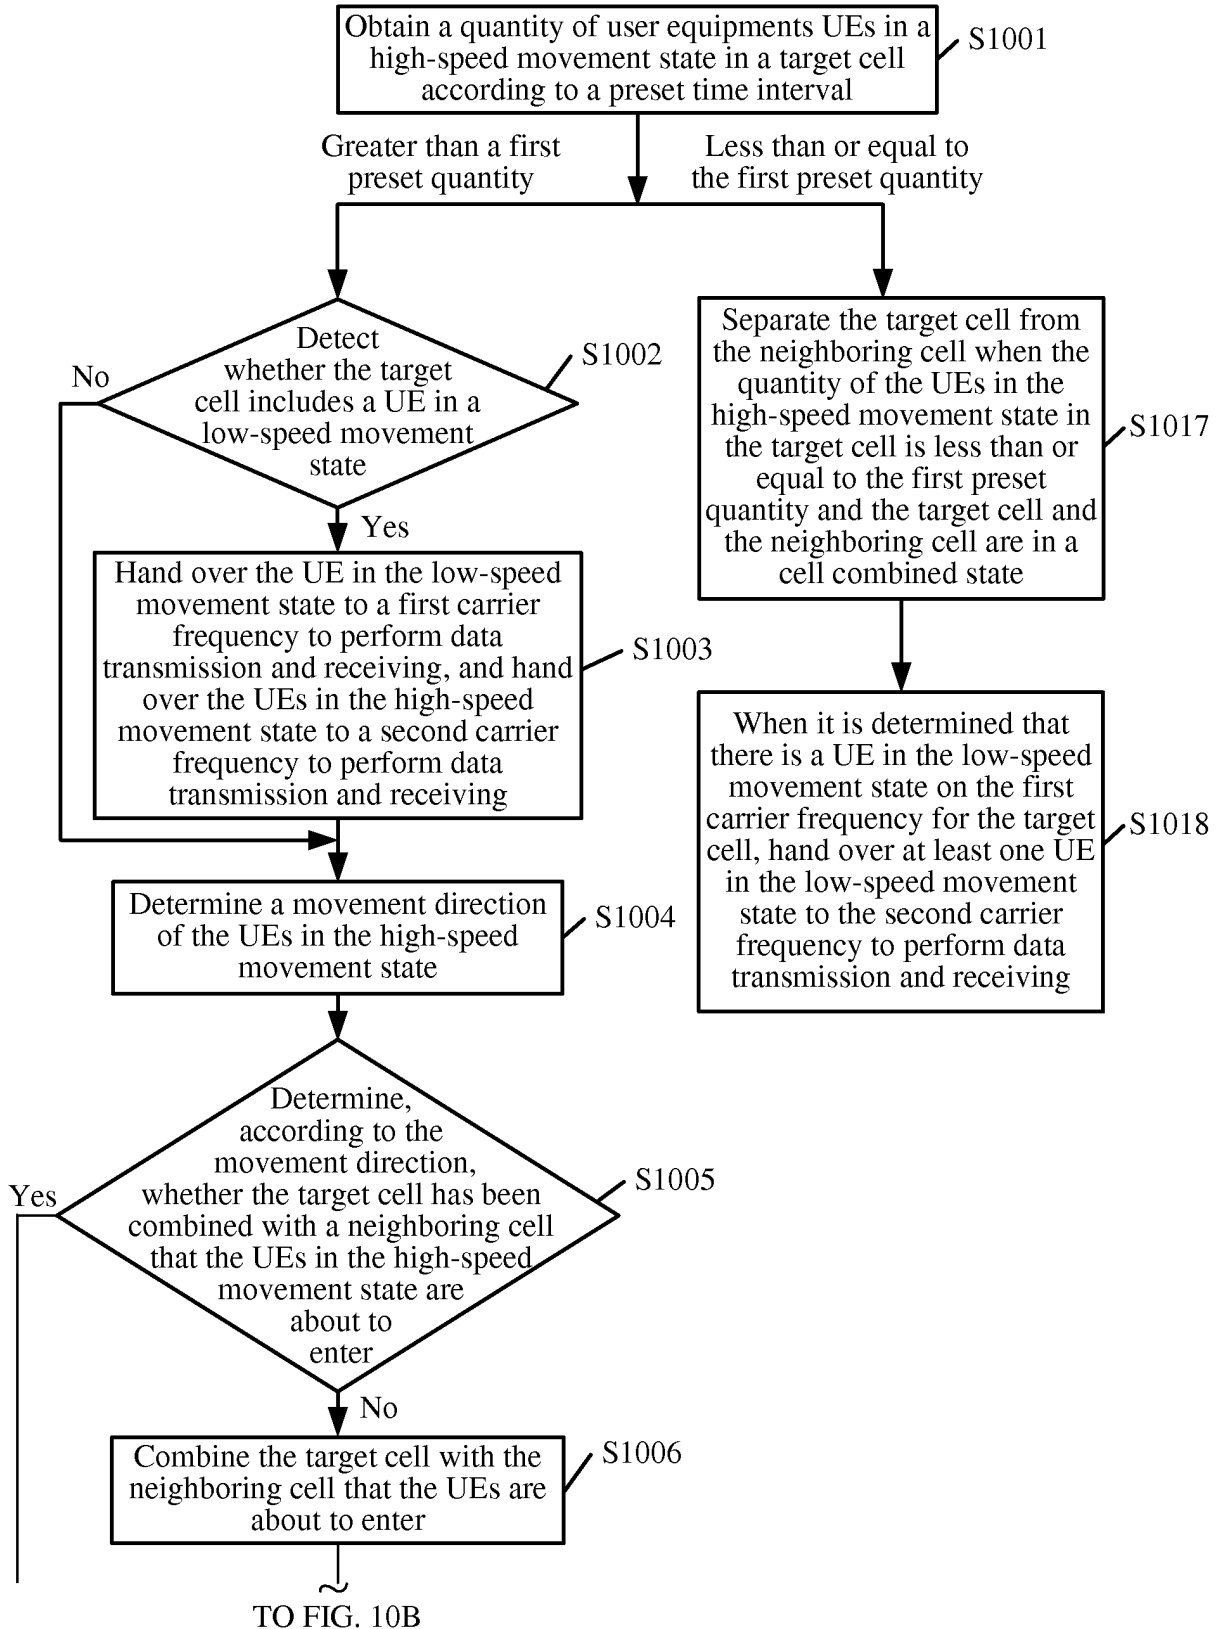 Obtain a quantity of user equipments UEs in a
high-speed movement state in a target cell
according to a preset time interval
S1001
Greater than a first
preset quantity
Less than or equal to
the first preset quantity
Detect
whether the target
cell includes a UE in a
low-speed movement
state
S1002
No
Yes
Separate the target cell from
the neighboring cell when the
quantity of the UEs in the
high-speed movement state in
the target cell is less than or
equal to the first preset
quantity and the target cell and
the neighboring cell are in a
cell combined state
S1017
Hand over the UE in the low-speed
movement state to a first carrier
frequency to perform data
transmission and receiving, and hand
over the UEs in the high-speed
movement state to a second carrier
frequency to perform data
transmission and receiving
S1003
When it is determined that
there is a UE in the low-speed
movement state on the first
carrier frequency for the target
cell, hand over at least one UE
in the low-speed movement
state to the second carrier
frequency to perform data
transmission and receiving
S1018
Determine a movement direction
of the UEs in the high-speed
movement state
S1004
Determine,
according to the
movement direction,
whether the target cell has been
combined with a neighboring cell
that the UEs in the high-speed
movement state are
about to
enter
S1005
Yes
No
Combine the target cell with the
neighboring cell that the UEs are
about to enter
S1006
TO FIG. 10B